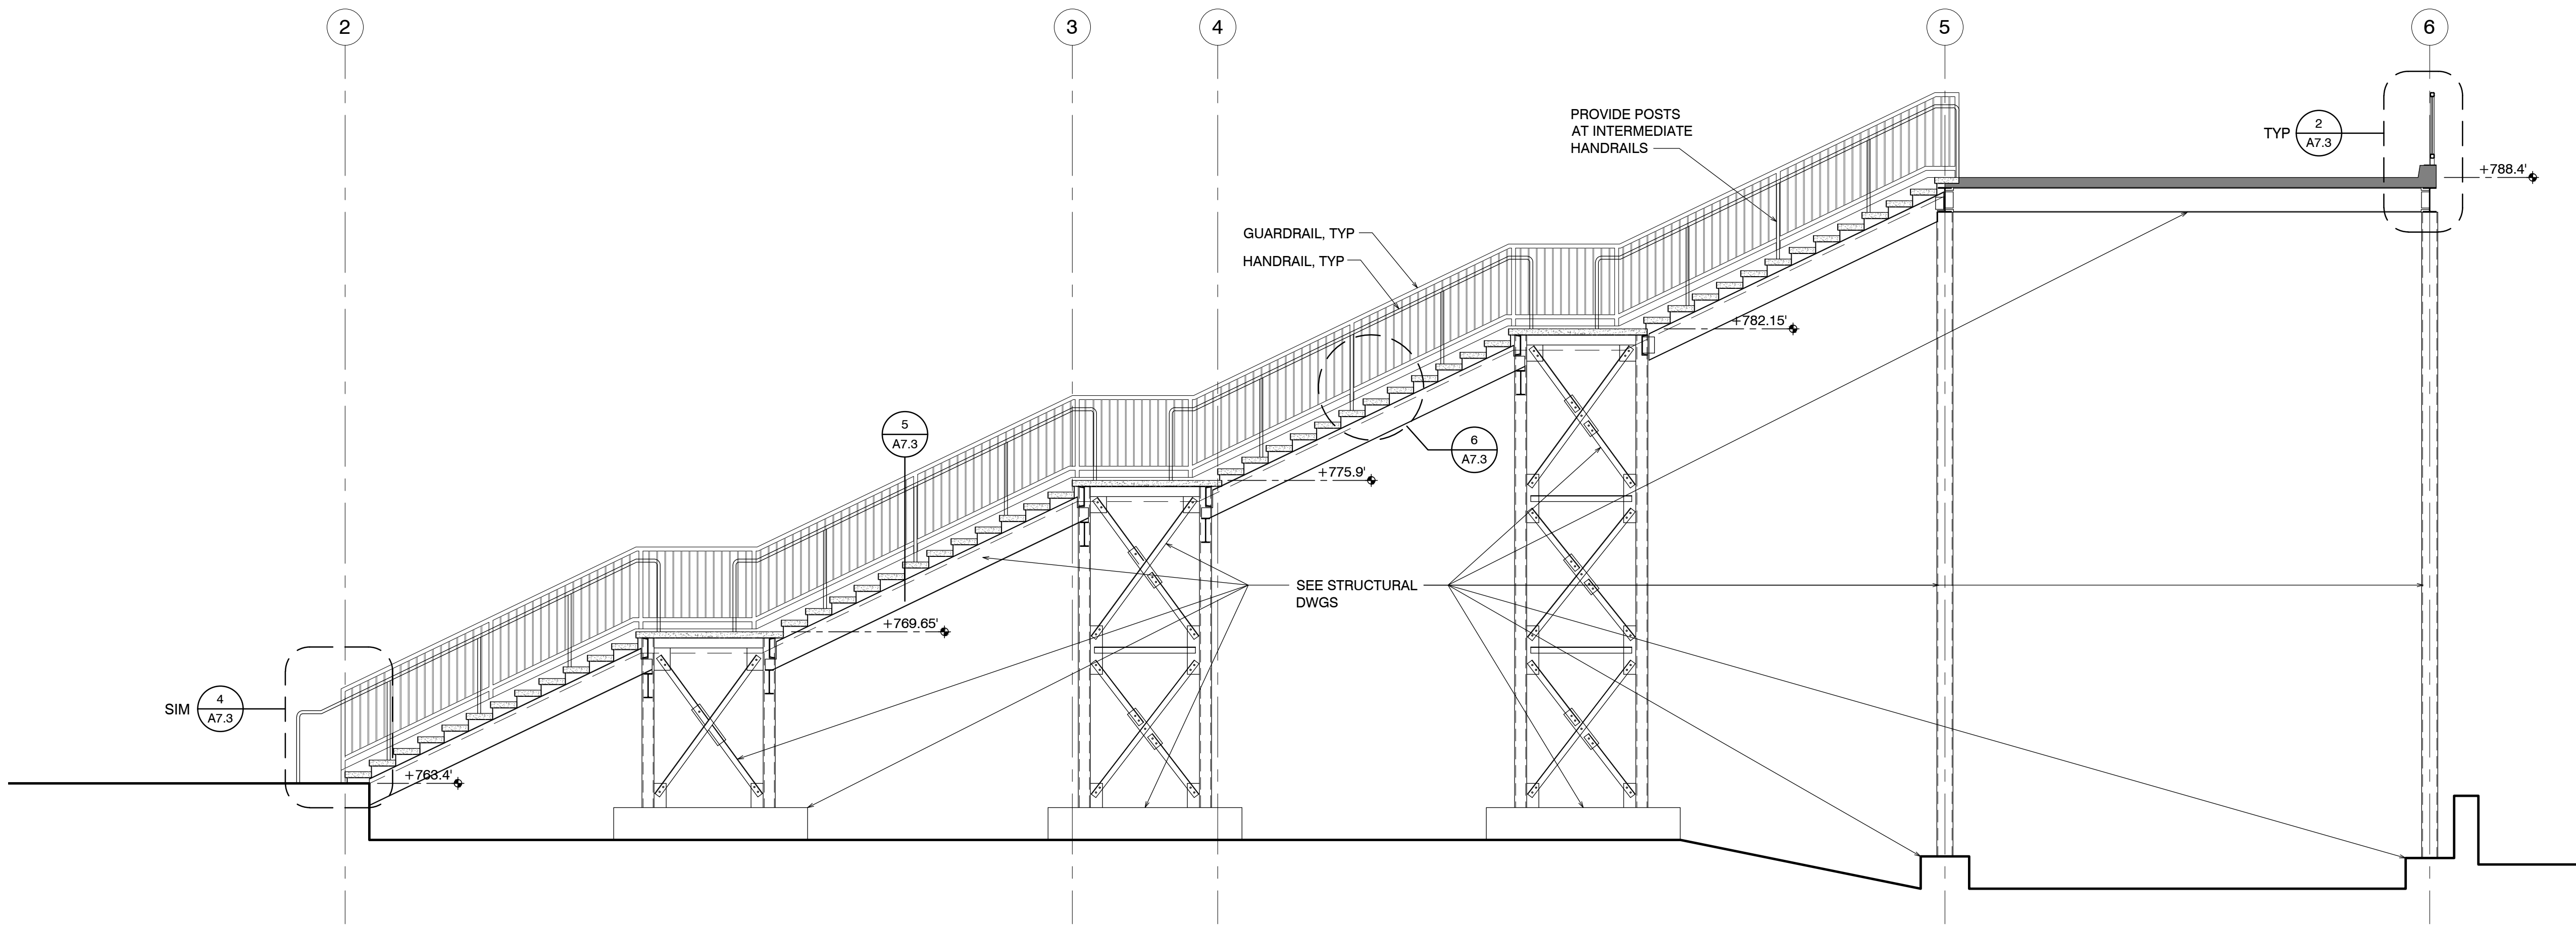 2
3
4
5
6
PROVIDE POSTS
AT INTERMEDIATE
HANDRAILS
TYP
2
A7.3
+788.4'
GUARDRAIL, TYP
HANDRAIL, TYP
+782.15'
5
A7.3
6
A7.3
+775.9'
SEE STRUCTURAL
DWGS
+769.65'
SIM
4
A7.3
+763.4'